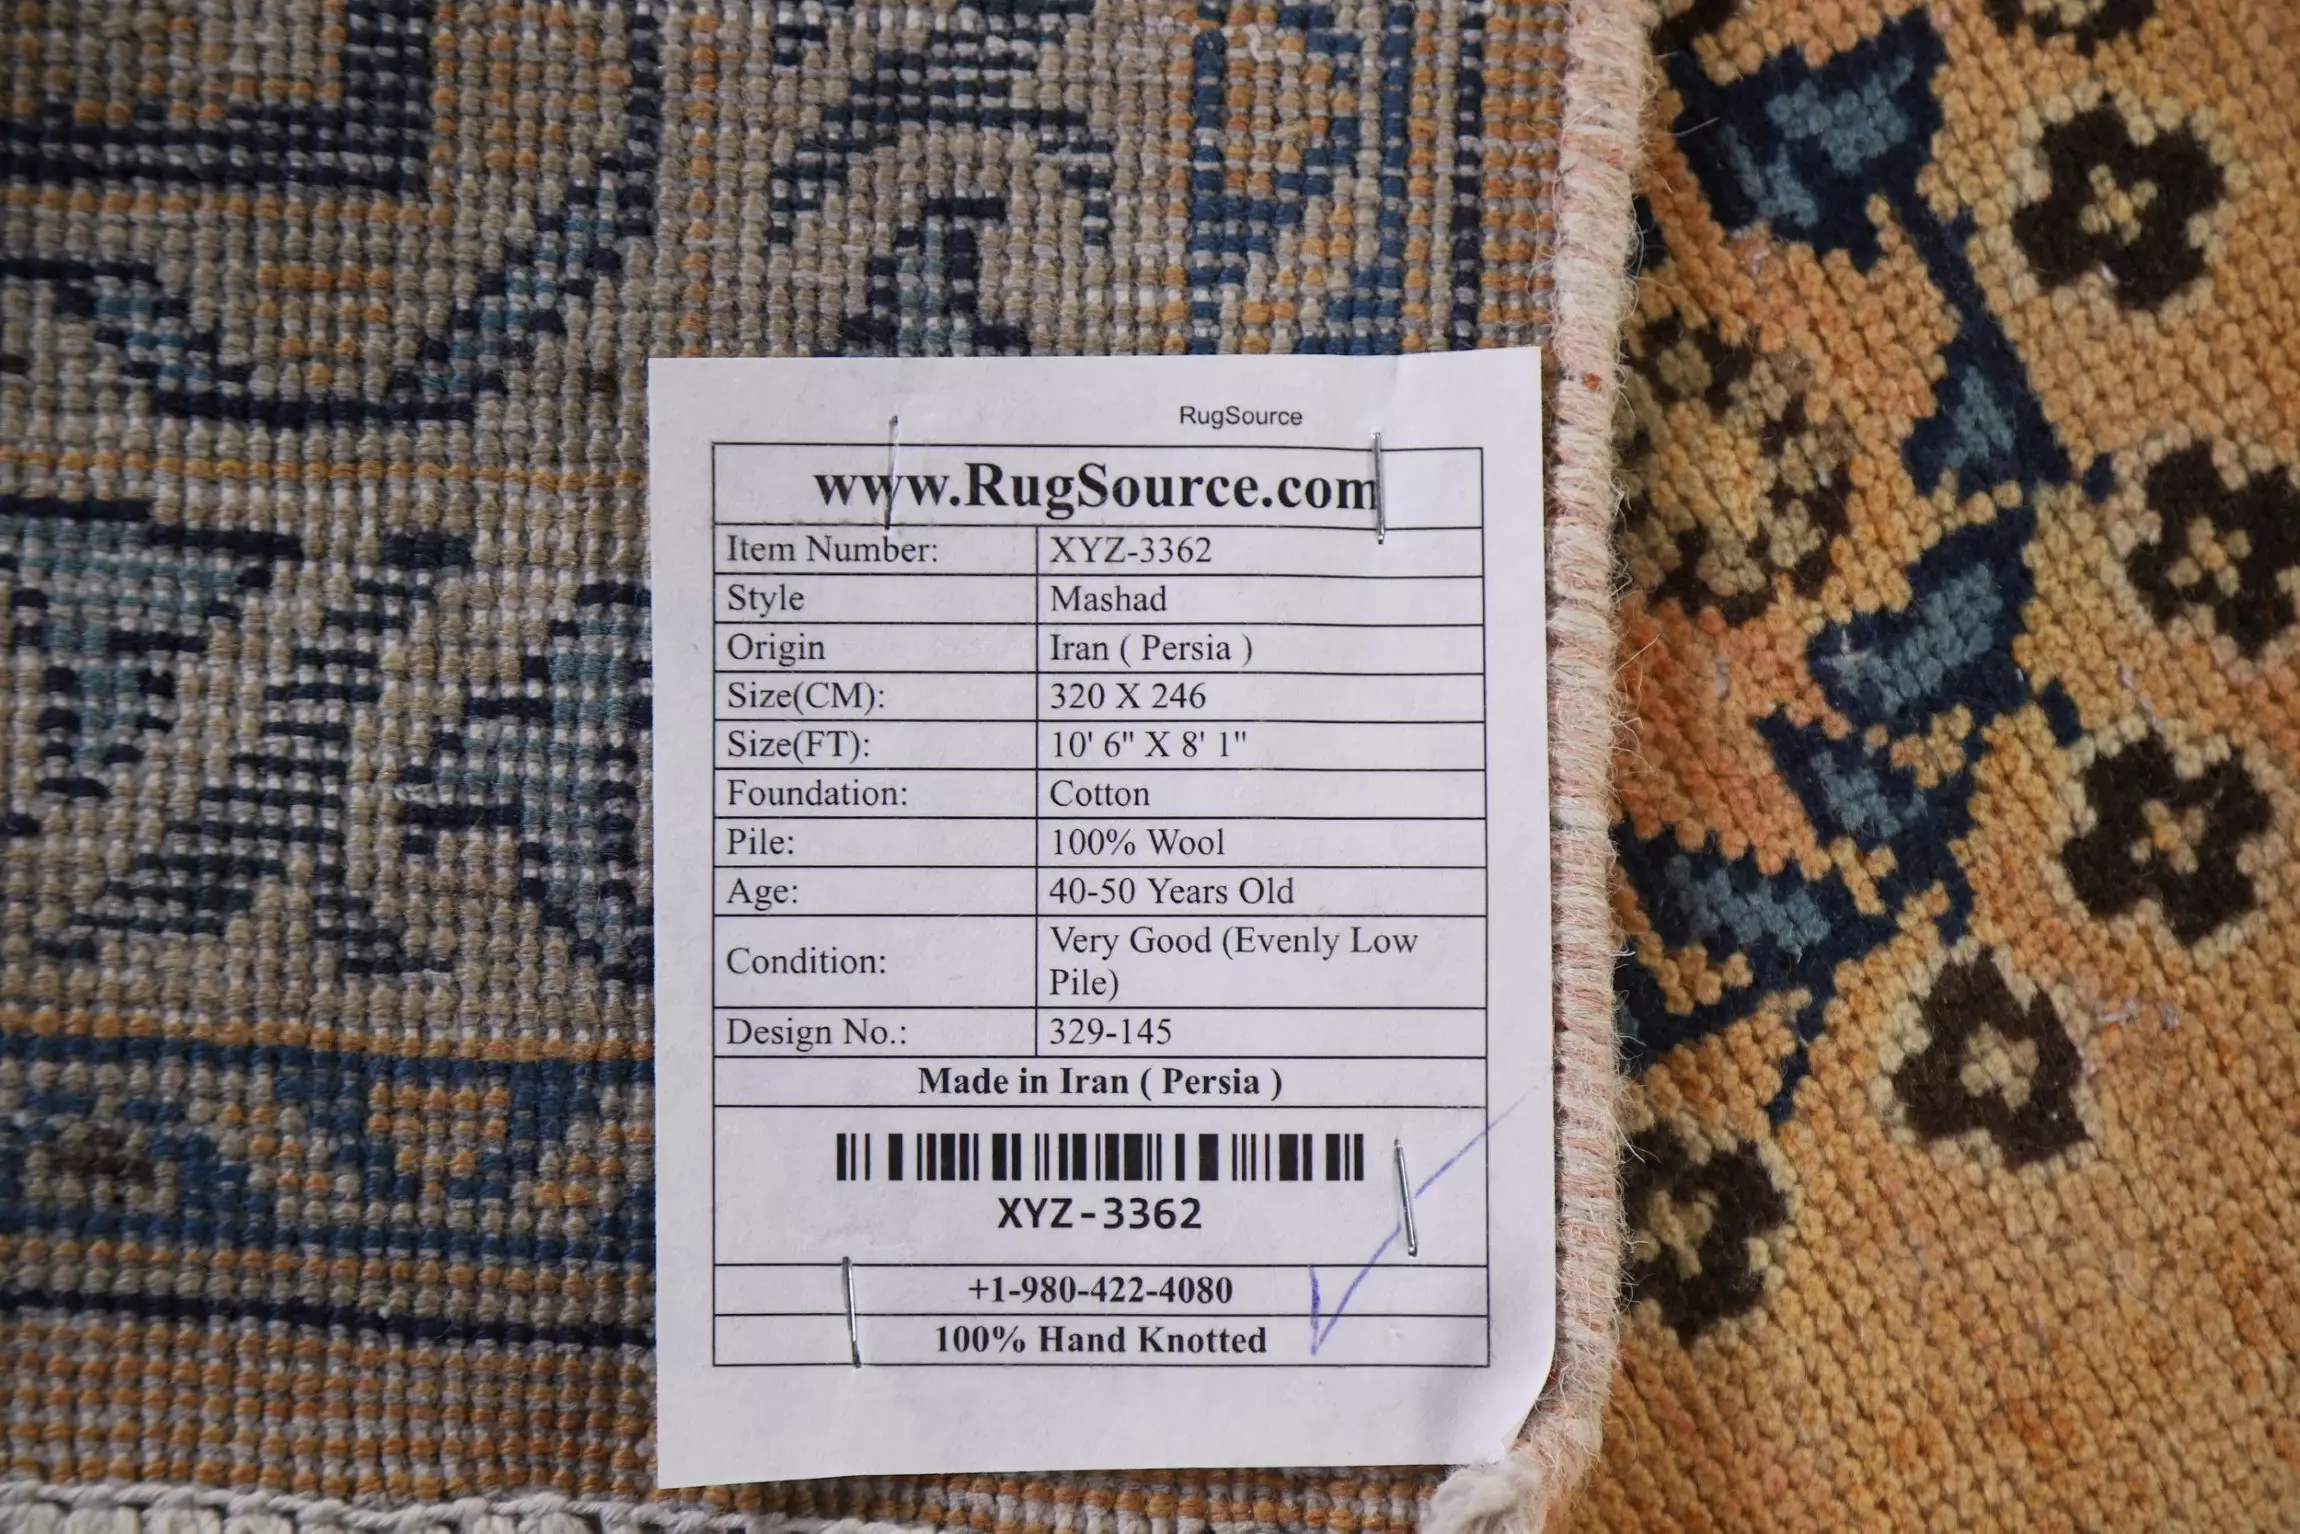 RugSource
www.RugSource.com
Item Number: XYZ-3362
Style Mashad
Origin Iran ( Persia )
Size(CM): 320 X 246
Size(FT): 10' 6" X 8' 1"
Foundation: Cotton
Pile: 100% Wool
Age: 40-50 Years Old
Condition: Very Good (Evenly Low
Pile)
Design No.: 329-145
Made in Iran ( Persia )
XYZ-3362
+1-980-422-4080
100% Hand Knotted